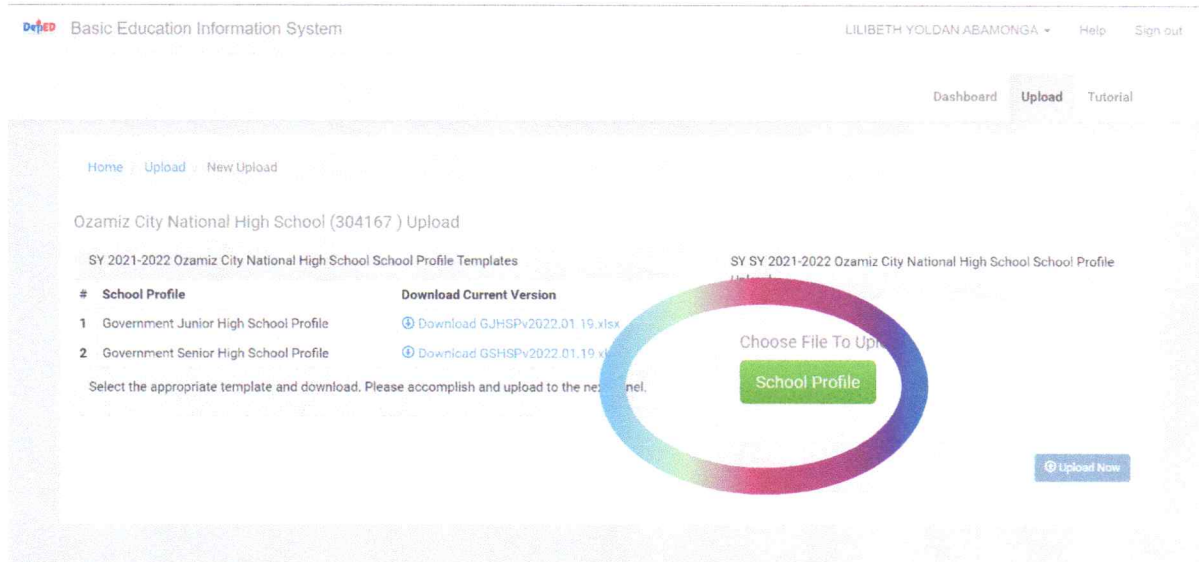 DepED Basic Education Information System
LILIBETH YOLDAN ABAMONGA Help Sign out
Dashboard Upload Tutorial
Home / Upload / New Upload
Ozamiz City National High School (304167 ) Upload
SY 2021-2022 Ozamiz City National High School School Profile Templates
# School Profile Download Current Version
1 Government Junior High School Profile Download GJHSPv2022.01.19.xlsx
2 Government Senior High School Profile Download GSHSPv2022.01.19
Select the appropriate template and download. Please accomplish and upload to the
SY SY 2021-2022 Ozamiz City National High School School Profile
Choose File To
School Profile
Upload Now